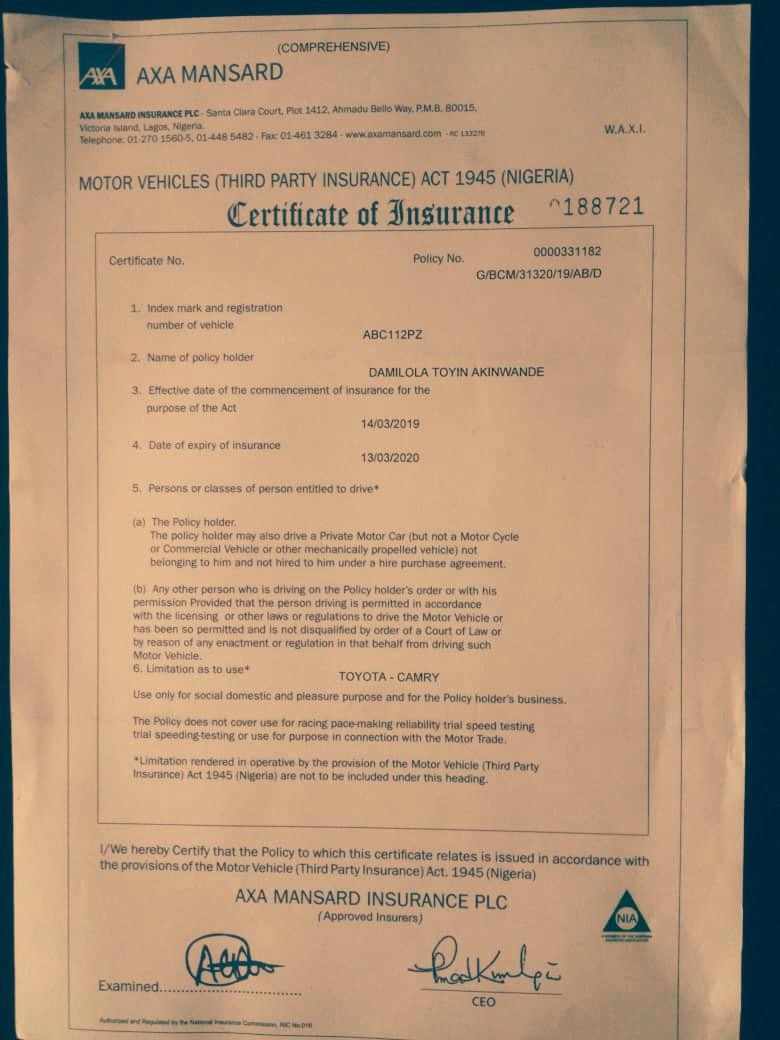 (COMPREHENSIVE)
AXA
AXA MANSARD
AXA MANSARD INSURANCE PLC - Santa Clara Court, Plot 1412, Ahmadu Bello Way, P.M.B. 80015,
Victoria Island, Lagos, Nigeria.
Telephone: 01-270 1560-5, 01-448 5482 - Fax: 01-461 3284 - www.axamansard.com - RC 133276
W.A.X.I.
MOTOR VEHICLES (THIRD PARTY INSURANCE) ACT 1945 (NIGERIA)
Certificate of Insurance
188721
Certificate No.
Policy No.
0000331182
G/BCM/31320/19/AB/D
1. Index mark and registration
number of vehicle
ABC112PZ
2. Name of policy holder
DAMILOLA TOYIN AKINWANDE
3. Effective date of the commencement of insurance for the
purpose of the Act
14/03/2019
4. Date of expiry of insurance
13/03/2020
5. Persons or classes of person entitled to drive*
(a) The Policy holder.
The policy holder may also drive a Private Motor Car (but not a Motor Cycle
or Commercial Vehicle or other mechanically propelled vehicle) not
belonging to him and not hired to him under a hire purchase agreement.
(b) Any other person who is driving on the Policy holder's order or with his
permission Provided that the person driving is permitted in accordance
with the licensing or other laws or regulations to drive the Motor Vehicle or
has been so permitted and is not disqualified by order of a Court of Law or
by reason of any enactment or regulation in that behalf from driving such
Motor Vehicle.
6. Limitation as to use*
TOYOTA - CAMRY
Use only for social domestic and pleasure purpose and for the Policy holder's business.
The Policy does not cover use for racing pace-making reliability trial speed testing
trial speeding-testing or use for purpose in connection with the Motor Trade.
*Limitation rendered in operative by the provision of the Motor Vehicle (Third Party
Insurance) Act 1945 (Nigeria) are not to be included under this heading.
I/We hereby Certify that the Policy to which this certificate relates is issued in accordance with
the provisions of the Motor Vehicle (Third Party Insurance) Act. 1945 (Nigeria)
AXA MANSARD INSURANCE PLC
(Approved Insurers)
NIA
Examined...............................
CEO
Authorized and Regulated by the National Insurance Commission, RIC No.016